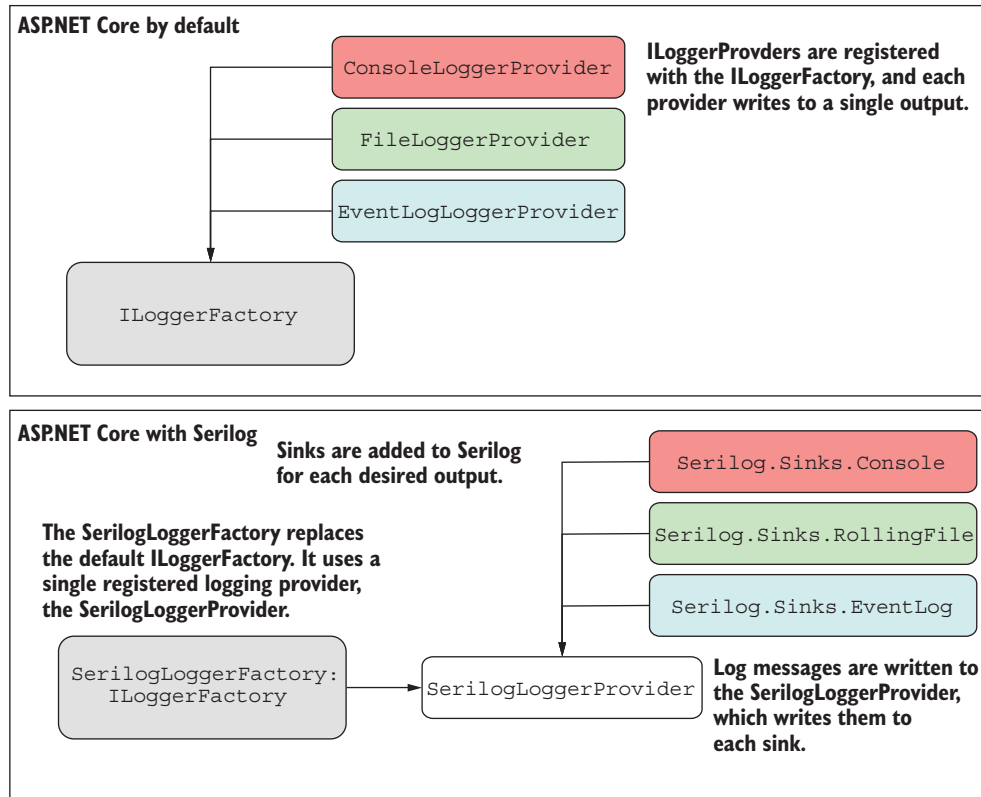 ASP.NET Core by default
ConsoleLoggerProvider
FileLoggerProvider
EventLogLoggerProvider
ILoggerFactory
ILoggerProvders are registered
with the ILoggerFactory, and each
provider writes to a single output.
ASP.NET Core with Serilog
Sinks are added to Serilog
for each desired output.
Serilog.Sinks.Console
Serilog.Sinks.RollingFile
Serilog.Sinks.EventLog
The SerilogLoggerFactory replaces
the default ILoggerFactory. It uses a
single registered logging provider,
the SerilogLoggerProvider.
SerilogLoggerFactory:
ILoggerFactory
SerilogLoggerProvider
Log messages are written to
the SerilogLoggerProvider,
which writes them to
each sink.